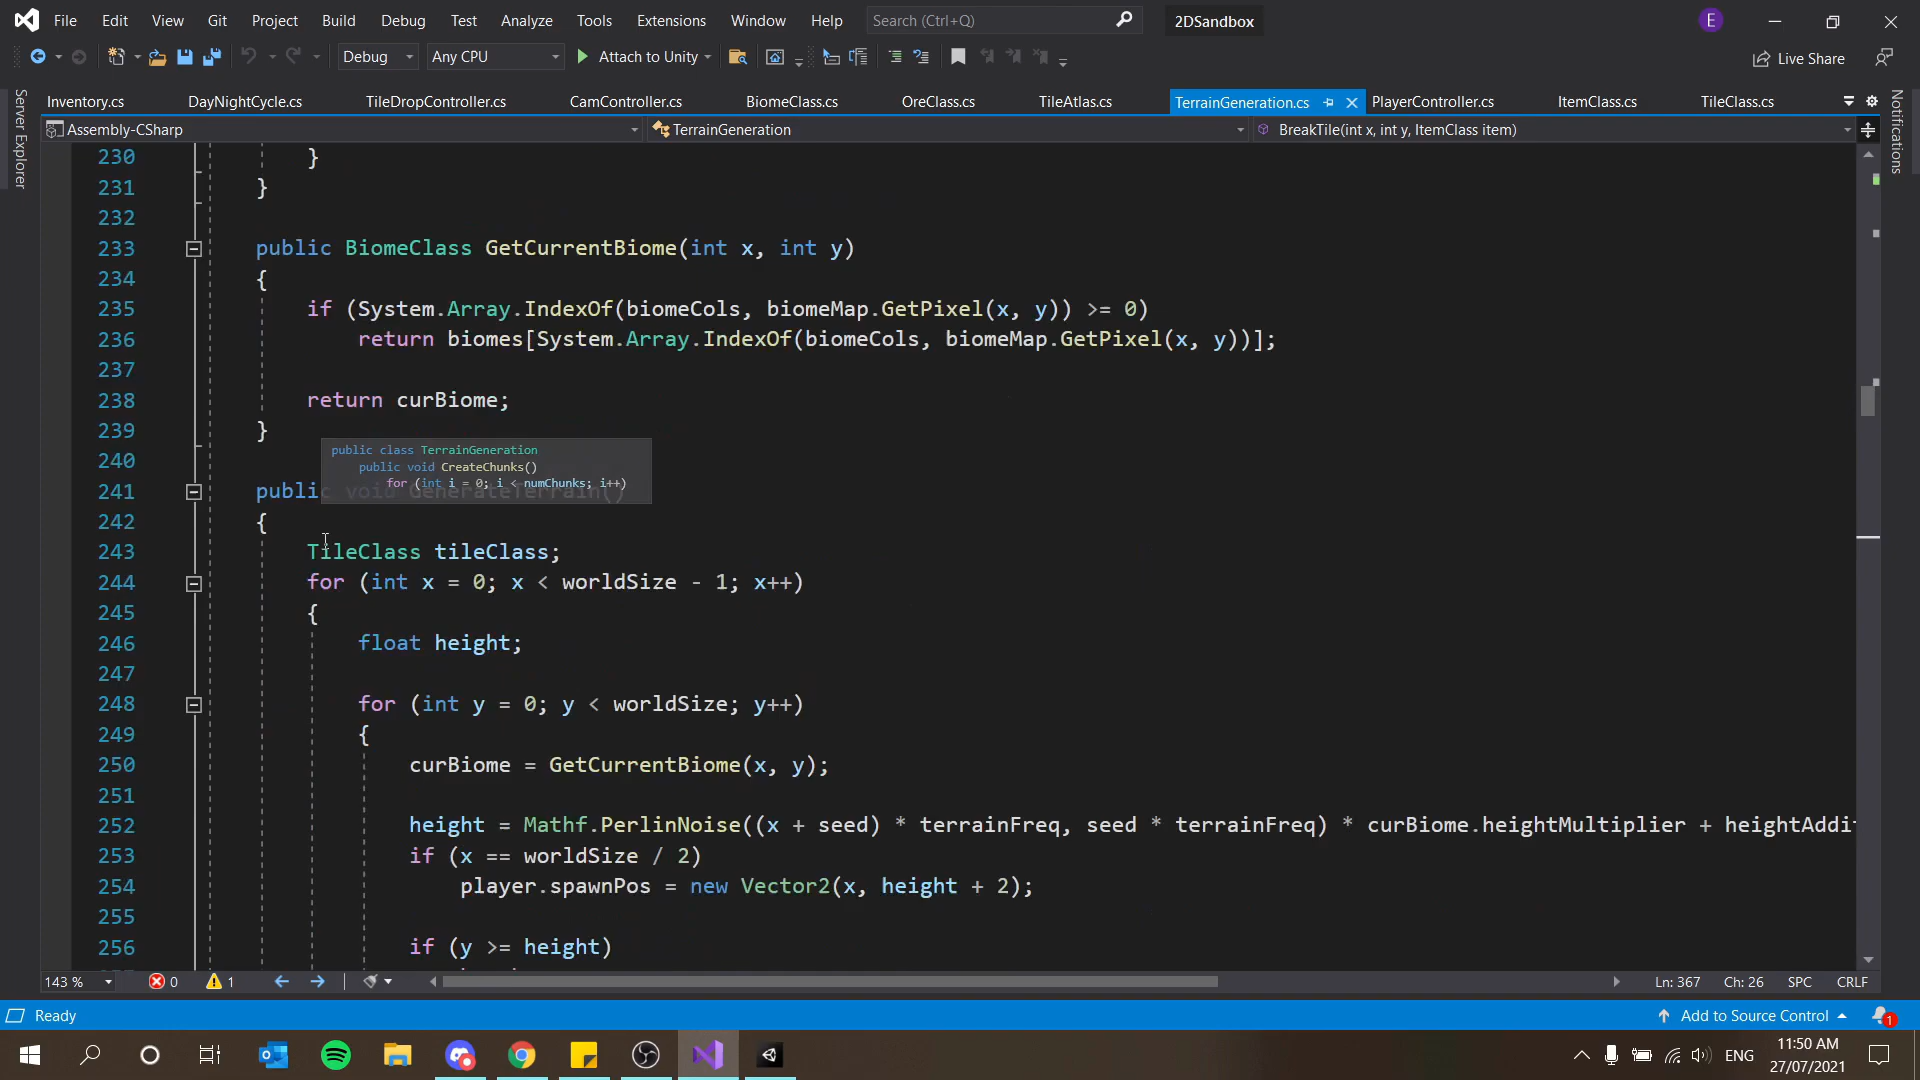 File Edit View Git Project Build Debug Test Analyze Tools Extensions Window Help Search (Ctrl+Q) 2DSandbox E
Debug Any CPU Attach to Unity Live Share
Inventory.cs DayNightCycle.cs TileDropController.cs CamController.cs BiomeClass.cs OreClass.cs TileAtlas.cs TerrainGeneration.cs PlayerController.cs ItemClass.cs TileClass.cs
Assembly-CSharp TerrainGeneration BreakTile(int x, int y, ItemClass item)
Server Explorer
Notifications
230 }
231 }
232
233 public BiomeClass GetCurrentBiome(int x, int y)
234 {
235 if (System.Array.IndexOf(biomeCols, biomeMap.GetPixel(x, y)) >= 0)
236 return biomes[System.Array.IndexOf(biomeCols, biomeMap.GetPixel(x, y))];
237
238 return curBiome;
239 }
240
public class TerrainGeneration
public void CreateChunks()
for (int i = 0; i < numChunks; i++)
241 public void GenerateTerrain()
242 {
243 TileClass tileClass;
244 for (int x = 0; x < worldSize - 1; x++)
245 {
246 float height;
247
248 for (int y = 0; y < worldSize; y++)
249 {
250 curBiome = GetCurrentBiome(x, y);
251
252 height = Mathf.PerlinNoise((x + seed) * terrainFreq, seed * terrainFreq) * curBiome.heightMultiplier + heightAddit
253 if (x == worldSize / 2)
254 player.spawnPos = new Vector2(x, height + 2);
255
256 if (y >= height)
143 % 0 1 Ln: 367 Ch: 26 SPC CRLF
Ready Add to Source Control 1
ENG 11:50 AM
27/07/2021